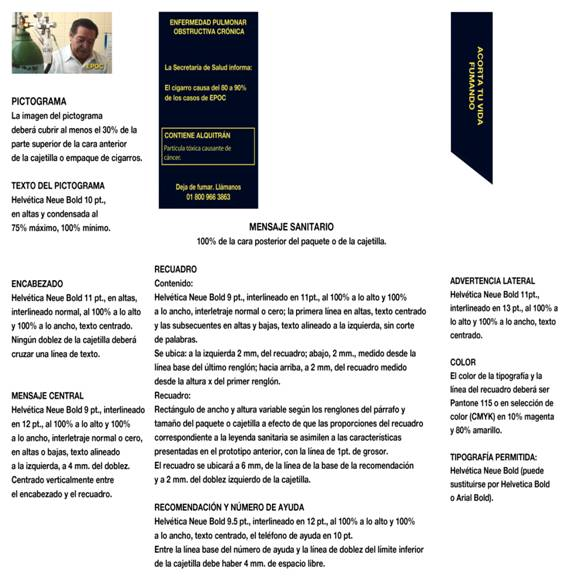 EPOC
PICTOGRAMA
La imagen del pictograma
deberá cubrir al menos el 30% de la
parte superior de la cara anterior
de la cajetilla o empaque de cigarros.
TEXTO DEL PICTOGRAMA
Helvética Neue Bold 10 pt.,
en altas y condensada al
75% máximo, 100% mínimo.
ENFERMEDAD PULMONAR
OBSTRUCTIVA CRÓNICA
La Secretaría de Salud informa:
El cigarro causa del 80 a 90%
de los casos de EPOC
CONTIENE ALQUITRÁN
Partícula tóxica causante de
cáncer.
Deja de fumar. Llámanos
01 800 966 3863
ACORTA TU VIDA
FUMANDO
MENSAJE SANITARIO
100% de la cara posterior del paquete o de la cajetilla.
ENCABEZADO
Helvética Neue Bold 11 pt., en altas,
interlineado normal, al 100% a lo alto
y 100% a lo ancho, texto centrado.
Ningún doblez de la cajetilla deberá
cruzar una línea de texto.
MENSAJE CENTRAL
Helvética Neue Bold 9 pt., interlineado
en 12 pt., al 100% a lo alto y 100%
a lo ancho, interletraje normal o cero,
en altas o bajas, texto alineado
a la izquierda, a 4 mm. del doblez.
Centrado verticalmente entre
el encabezado y el recuadro.
RECUADRO
Contenido:
Helvética Neue Bold 9 pt., interlineado en 11pt., al 100% a lo alto y 100%
a lo ancho, interletraje normal o cero; la primera línea en altas, texto centrado
y las subsecuentes en altas y bajas, texto alineado a la izquierda, sin corte
de palabras.
Se ubica: a la izquierda 2 mm, del recuadro; abajo, 2 mm., medido desde la
línea base del último renglón; hacia arriba, a 2 mm, del recuadro medido
desde la altura x del primer renglón.
Recuadro:
Rectángulo de ancho y altura variable según los renglones del párrafo y
tamaño del paquete o cajetilla a efecto de que las proporciones del recuadro
correspondiente a la leyenda sanitaria se asimilen a las características
presentadas en el prototipo anterior, con la línea de 1pt. de grosor.
El recuadro se ubicará a 6 mm, de la línea de la base de la recomendación
y a 2 mm. del doblez izquierdo de la cajetilla.
RECOMENDACIÓN Y NÚMERO DE AYUDA
Helvética Neue Bold 9.5 pt., interlineado en 12 pt., al 100% a lo alto y 100%
a lo ancho, texto centrado, el teléfono de ayuda en 10 pt.
Entre la línea base del número de ayuda y la línea de doblez del límite inferior
de la cajetilla debe haber 4 mm. de espacio libre.
ADVERTENCIA LATERAL
Helvética Neue Bold 11pt.,
interlineado en 13 pt., al 100% a
lo alto y 100% a lo ancho, texto
centrado.
COLOR
El color de la tipografía y la
línea del recuadro deberá ser
Pantone 115 o en selección de
color (CMYK) en 10% magenta
y 80% amarillo.
TIPOGRAFÍA PERMITIDA:
Helvética Neue Bold (puede
sustituirse por Helvetica Bold
o Arial Bold).